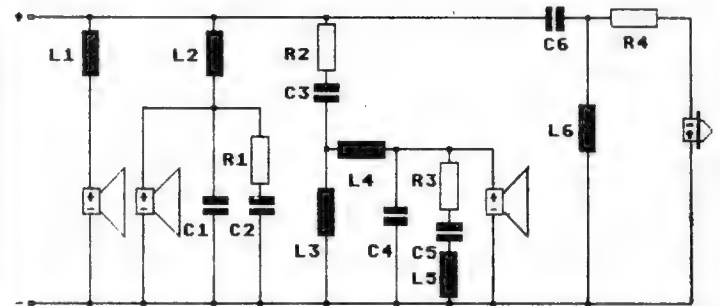 +
C6
R4
L1
L2
R2
C3
L6
R1
L4
R3
+
-
+
-
+
-
+
-
C1
C2
L3
C4
C5
L5
-